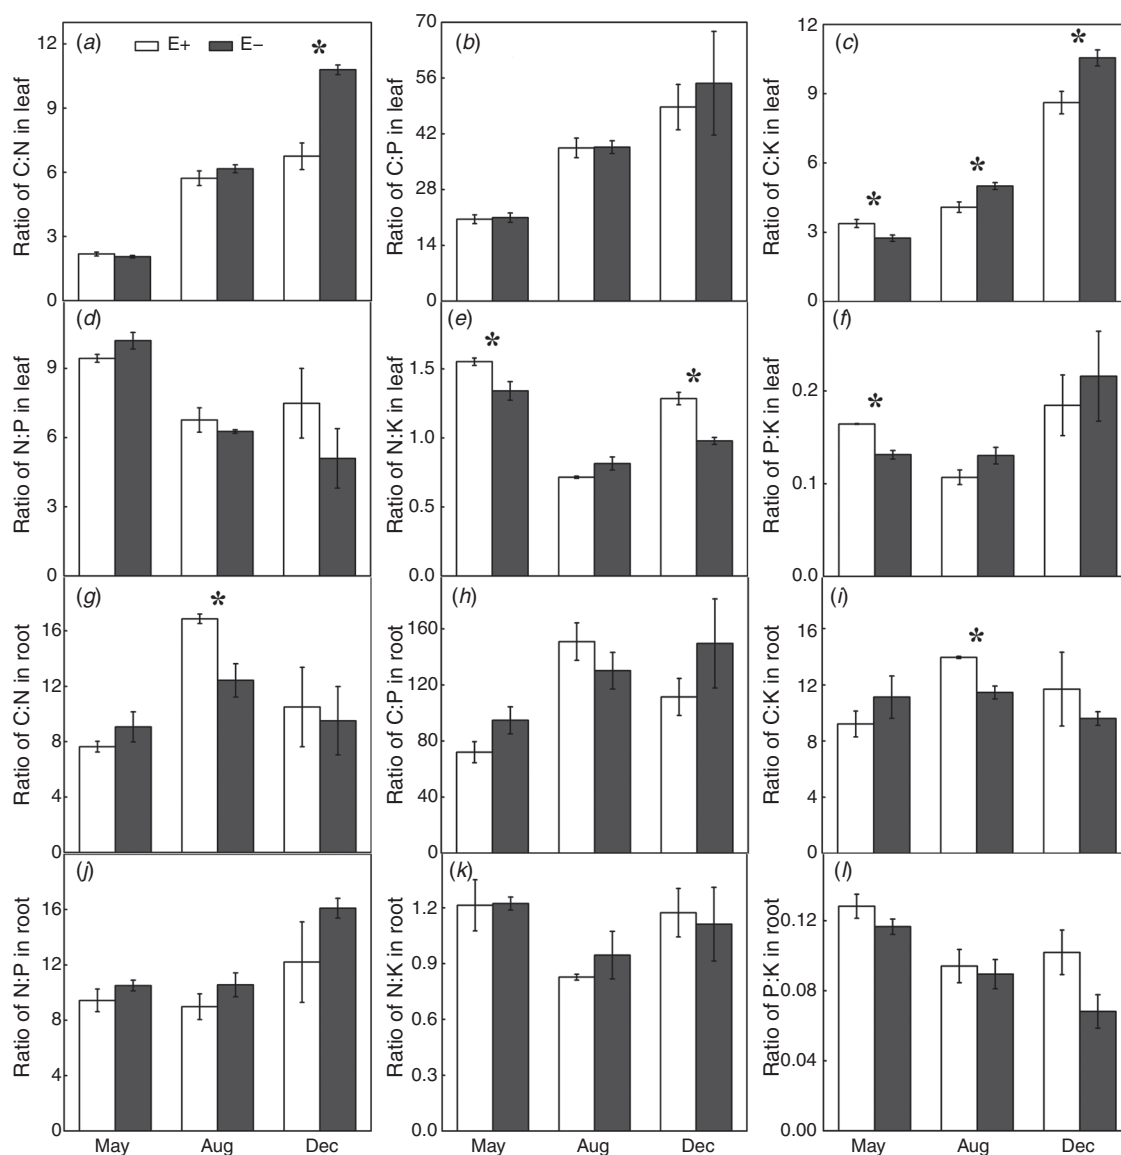 (a) E+ E− *
Ratio of C:N in leaf
12
9
6
3
0
(b)
Ratio of C:P in leaf
70
56
42
28
14
0
(c) * * *
Ratio of C:K in leaf
12
9
6
3
0
(d)
Ratio of N:P in leaf
9
6
3
0
(e) * *
Ratio of N:K in leaf
1.5
1.0
0.5
0.0
(f) *
Ratio of P:K in leaf
0.2
0.1
0.0
(g) *
Ratio of C:N in root
16
12
8
4
0
(h)
Ratio of C:P in root
160
120
80
40
0
(i) *
Ratio of C:K in root
16
12
8
4
0
(j)
Ratio of N:P in root
16
12
8
4
0
May Aug Dec
(k)
Ratio of N:K in root
1.2
0.9
0.6
0.3
0.0
May Aug Dec
(l)
Ratio of P:K in root
0.12
0.08
0.04
0.00
May Aug Dec